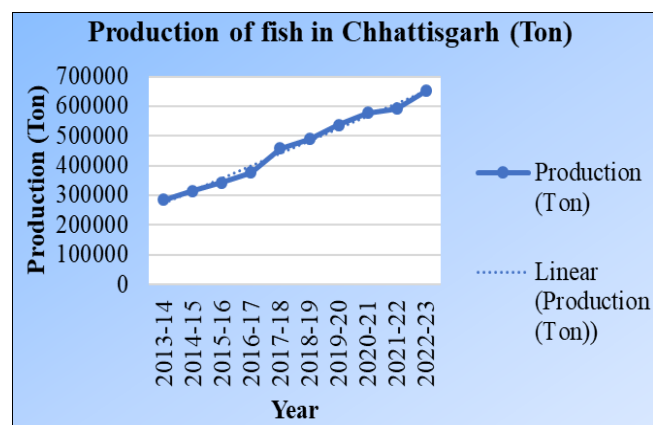 Production of fish in Chhattisgarh (Ton)
Production (Ton)
700000
600000
500000
400000
300000
200000
100000
0
2013-14
2014-15
2015-16
2016-17
2017-18
2018-19
2019-20
2020-21
2021-22
2022-23
Year
Production
(Ton)
Linear
(Production
(Ton))